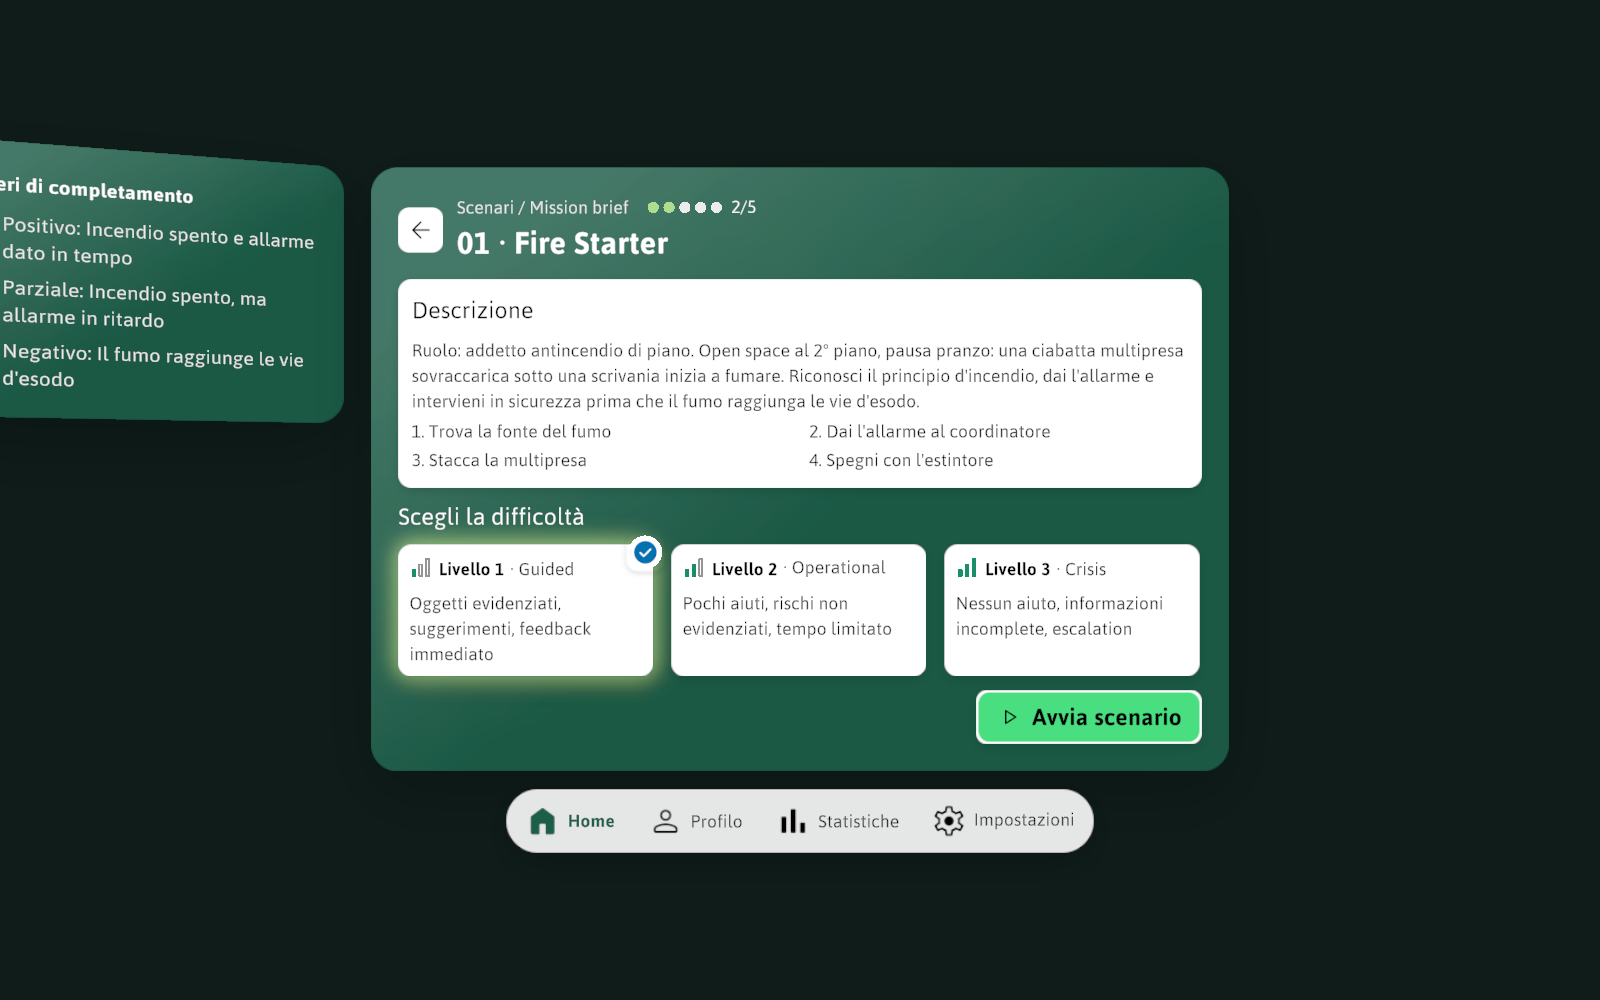 eri di completamento
Positivo: Incendio spento e allarme
dato in tempo
Parziale: Incendio spento, ma
allarme in ritardo
Negativo: Il fumo raggiunge le vie
d'esodo
Scenari / Mission brief 2/5
01 · Fire Starter
Descrizione
Ruolo: addetto antincendio di piano. Open space al 2° piano, pausa pranzo: una ciabatta multipresa
sovraccarica sotto una scrivania inizia a fumare. Riconosci il principio d'incendio, dai l'allarme e
intervieni in sicurezza prima che il fumo raggiunga le vie d'esodo.
1. Trova la fonte del fumo
2. Dai l'allarme al coordinatore
3. Stacca la multipresa
4. Spegni con l'estintore
Scegli la difficoltà
Livello 1 · Guided
Oggetti evidenziati,
suggerimenti, feedback
immediato
Livello 2 · Operational
Pochi aiuti, rischi non
evidenziati, tempo limitato
Livello 3 · Crisis
Nessun aiuto, informazioni
incomplete, escalation
Avvia scenario
Home
Profilo
Statistiche
Impostazioni